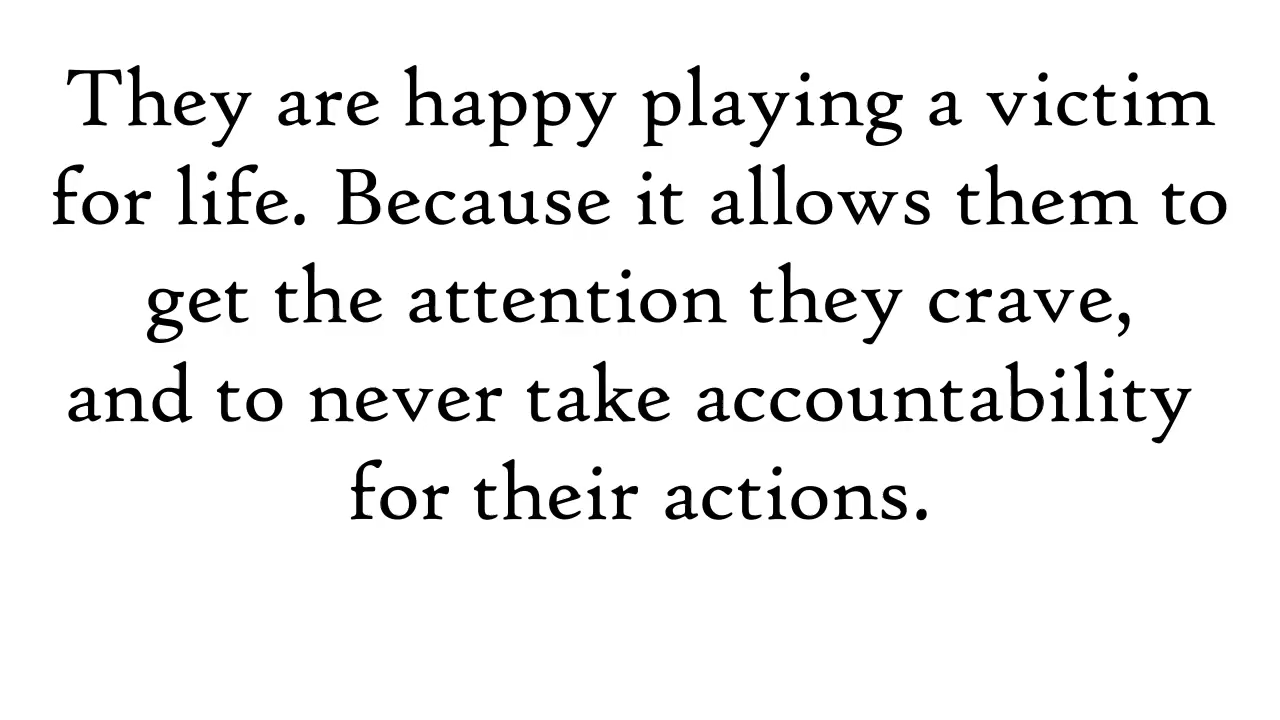 They are happy playing a victim
for life. Because it allows them to
get the attention they crave,
and to never take accountability
for their actions.